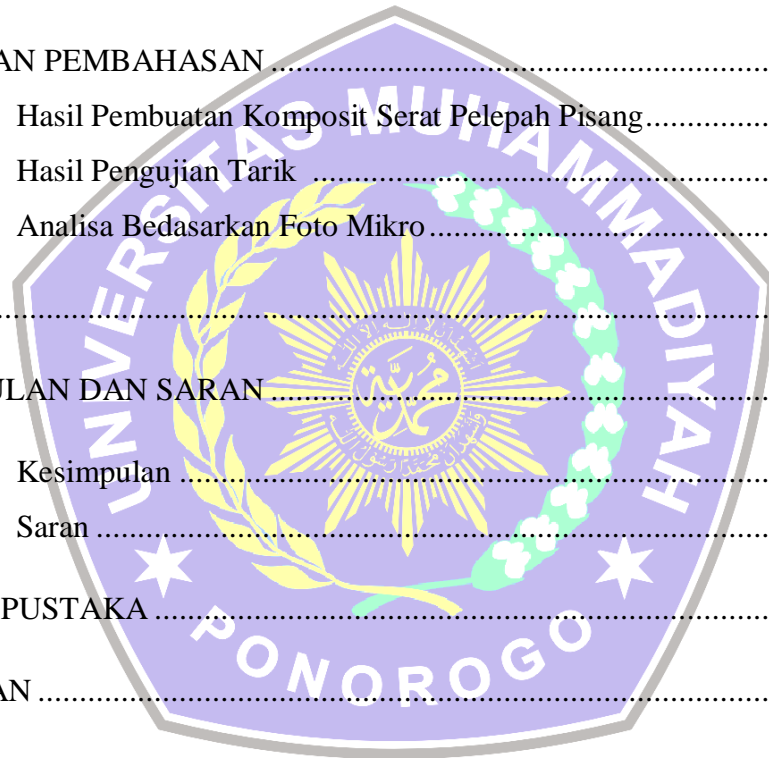 AN PEMBAHASAN ..............................................................
Hasil Pembuatan Komposit Serat Pelepah Pisang...............
Hasil Pengujian Tarik .........................................................
Analisa Bedasarkan Foto Mikro..........................................
................................................................................................
ULAN DAN SARAN ..............................................................
Kesimpulan .........................................................................
Saran ...................................................................................
PUSTAKA ............................................................................
AN ...........................................................................................
UNIVERSITAS MUHAMMADIYAH
PONOROGO
محمدية